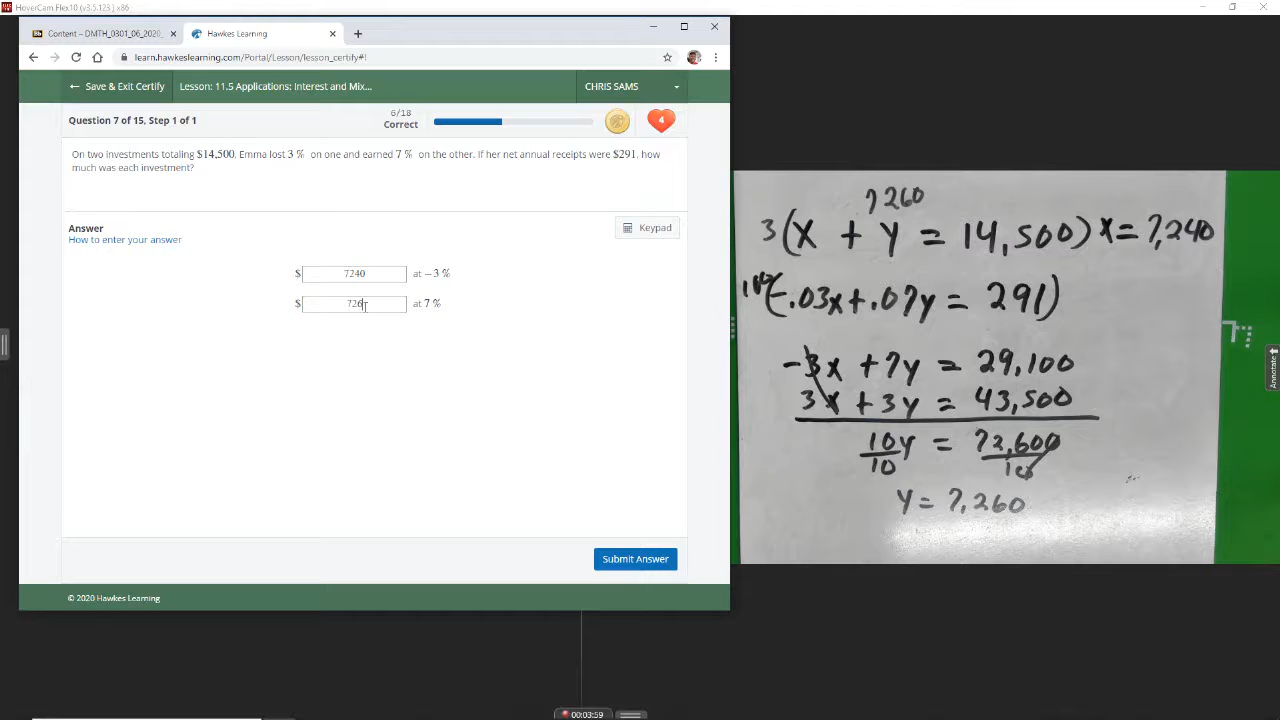 HoverCam Flex10 (v3.5.123) x86
Content – DMTH_0301_06_2020_
Hawkes Learning
learn.hawkeslearning.com/Portal/Lesson/lesson_certify#!
← Save & Exit Certify
Lesson: 11.5 Applications: Interest and Mix...
CHRIS SAMS
Question 7 of 15, Step 1 of 1
6/18
Correct
4
On two investments totaling $14,500, Emma lost 3 % on one and earned 7 % on the other. If her net annual receipts were $291, how
much was each investment?
Answer
How to enter your answer
Keypad
$ 7240 at − 3 %
$ 726 at 7 %
Submit Answer
© 2020 Hawkes Learning
7260
3(X + Y = 14,500) x = 7,240
(-.03x + .07y = 291)
-3x + 7y = 29,100
3x + 3y = 43,500
10y = 72,600
10 10
Y = 7,260
Annotate
00:03:59